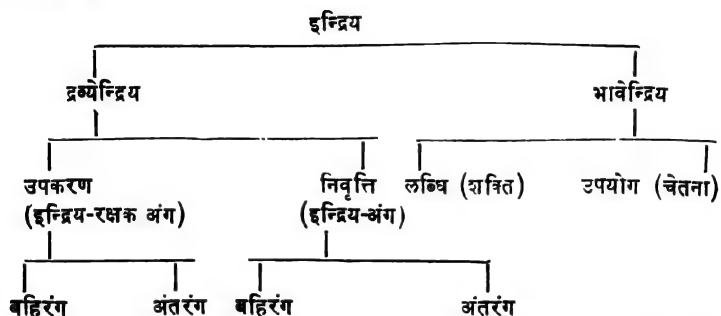 इन्द्रिय
द्रव्येन्द्रिय भावेन्द्रिय
उपकरण निवृत्ति लब्धि (शक्ति) उपयोग (चेतना)
(इन्द्रिय-रक्षक अंग) (इन्द्रिय-अंग)
बहिरंग अंतरंग बहिरंग अंतरंग